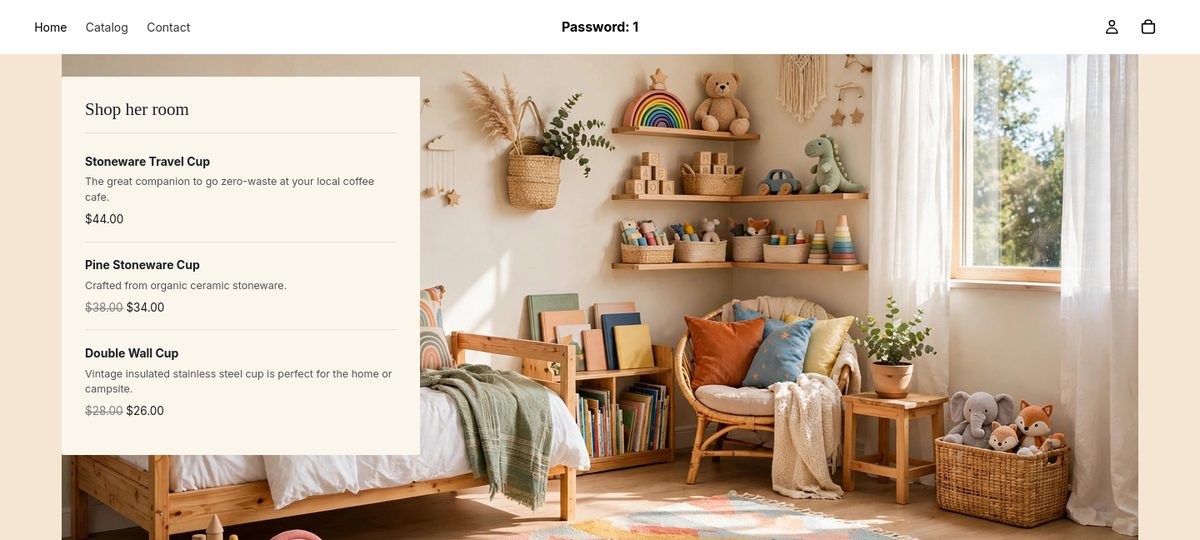 Home Catalog Contact
Password: 1
Shop her room
Stoneware Travel Cup
The great companion to go zero-waste at your local coffee
cafe.
$44.00
Pine Stoneware Cup
Crafted from organic ceramic stoneware.
$38.00 $34.00
Double Wall Cup
Vintage insulated stainless steel cup is perfect for the home or
campsite.
$28.00 $26.00